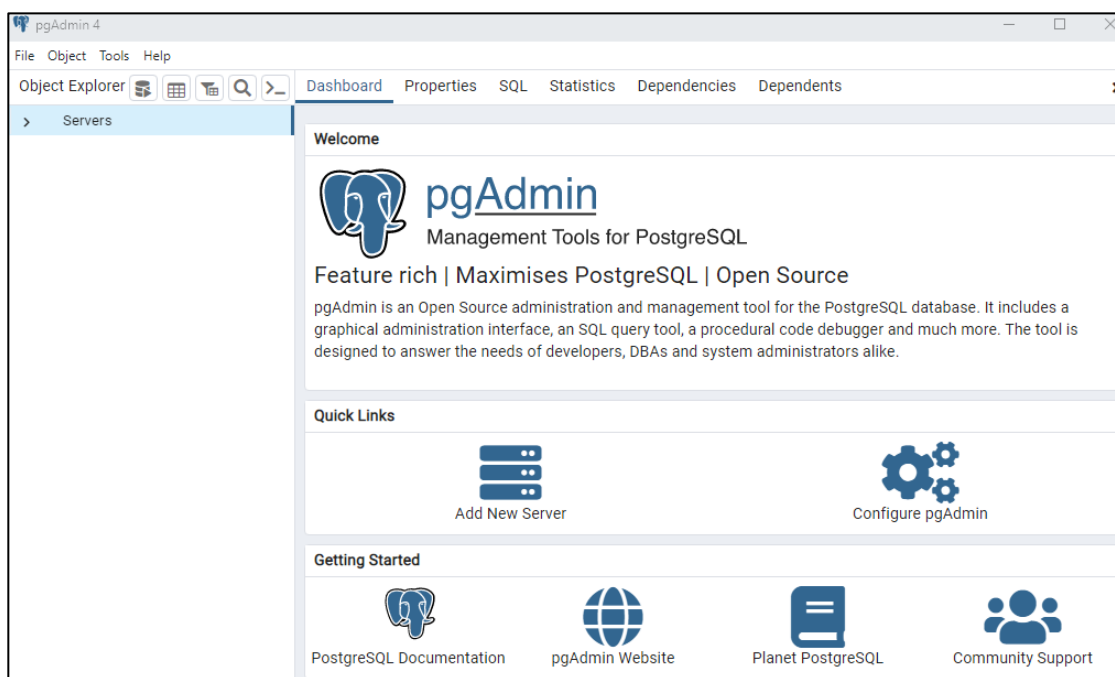 pgAdmin 4
File Object Tools Help
Object Explorer
Dashboard Properties SQL Statistics Dependencies Dependents
Servers
Welcome
pgAdmin
Management Tools for PostgreSQL
Feature rich | Maximises PostgreSQL | Open Source
pgAdmin is an Open Source administration and management tool for the PostgreSQL database. It includes a
graphical administration interface, an SQL query tool, a procedural code debugger and much more. The tool is
designed to answer the needs of developers, DBAs and system administrators alike.
Quick Links
Add New Server
Configure pgAdmin
Getting Started
PostgreSQL Documentation
pgAdmin Website
Planet PostgreSQL
Community Support